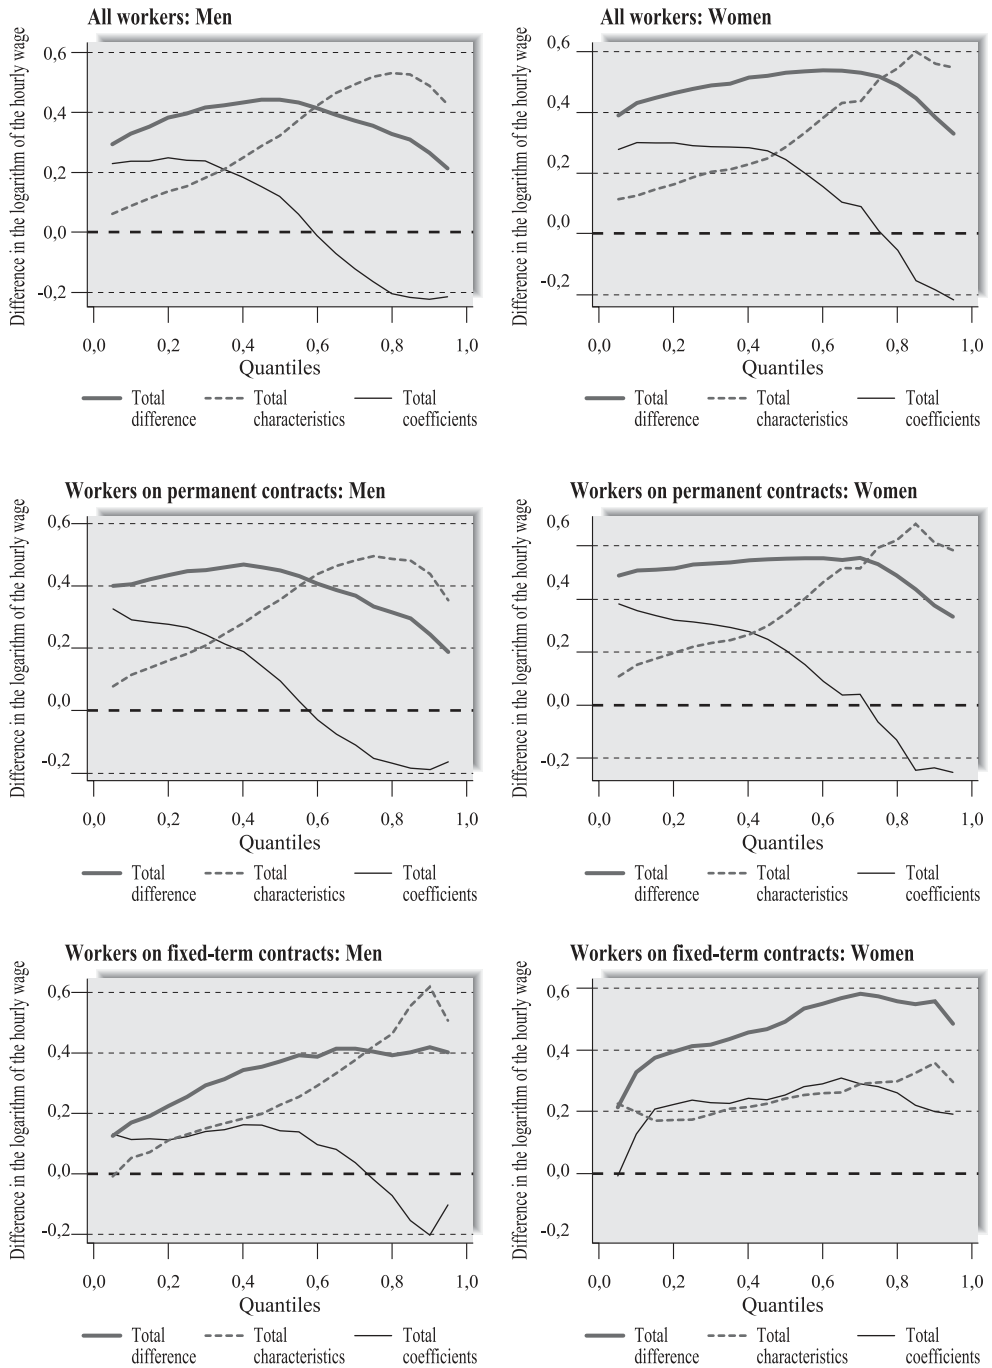 All workers: Men
Difference in the logarithm of the hourly wage
0,6
0,4
0,2
0,0
-0,2
0,0 0,2 0,4 0,6 0,8 1,0
Quantiles
Total difference
Total characteristics
Total coefficients
All workers: Women
Difference in the logarithm of the hourly wage
0,6
0,4
0,2
0,0
-0,2
0,0 0,2 0,4 0,6 0,8 1,0
Quantiles
Total difference
Total characteristics
Total coefficients
Workers on permanent contracts: Men
Difference in the logarithm of the hourly wage
0,6
0,4
0,2
0,0
-0,2
0,0 0,2 0,4 0,6 0,8 1,0
Quantiles
Total difference
Total characteristics
Total coefficients
Workers on permanent contracts: Women
Difference in the logarithm of the hourly wage
0,6
0,4
0,2
0,0
-0,2
0,0 0,2 0,4 0,6 0,8 1,0
Quantiles
Total difference
Total characteristics
Total coefficients
Workers on fixed-term contracts: Men
Difference in the logarithm of the hourly wage
0,6
0,4
0,2
0,0
-0,2
0,0 0,2 0,4 0,6 0,8 1,0
Quantiles
Total difference
Total characteristics
Total coefficients
Workers on fixed-term contracts: Women
Difference in the logarithm of the hourly wage
0,6
0,4
0,2
0,0
-0,2
0,0 0,2 0,4 0,6 0,8 1,0
Quantiles
Total difference
Total characteristics
Total coefficients